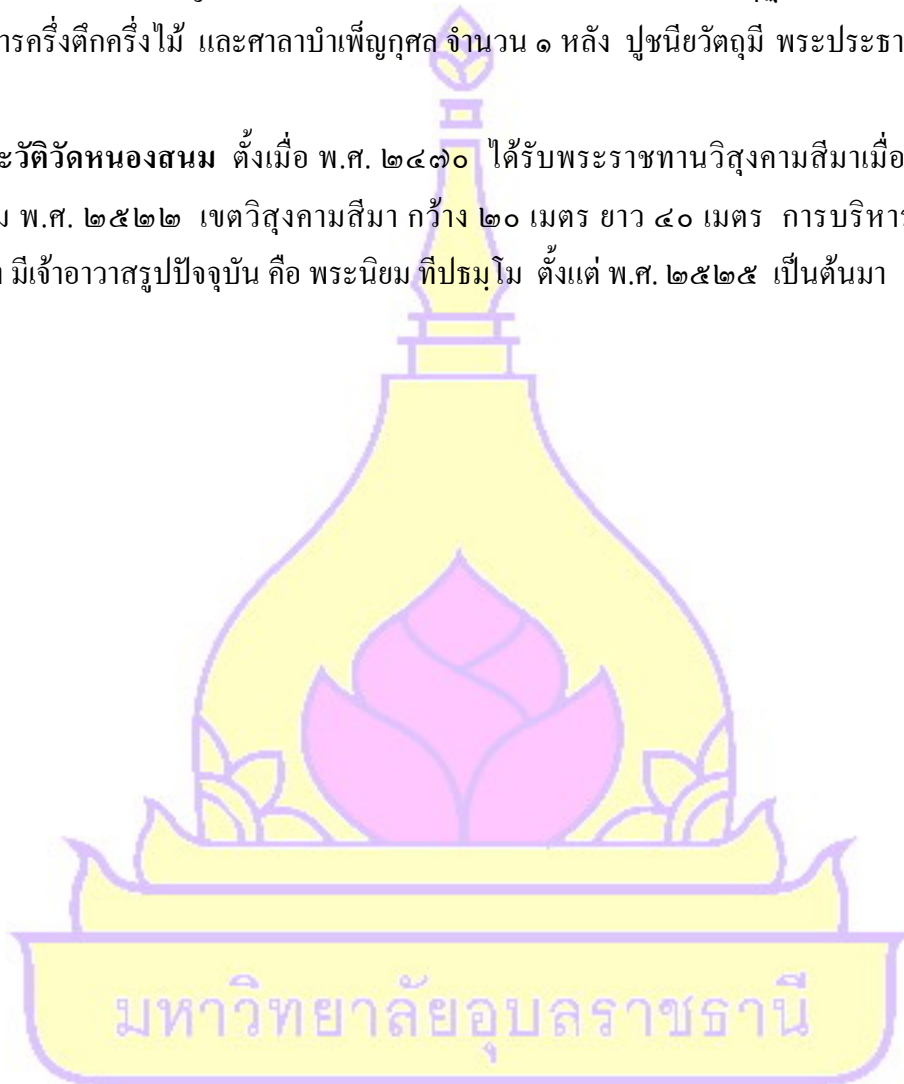 ารครึ่งตึกครึ่งไม้ และศาลาบำเพ็ญกุศล จำนวน ๑ หลัง ปูชนียวัตถุมี พระประธา
ะวัติวัดหนองสนม ตั้งเมื่อ พ.ศ. ๒๔๗๐ ได้รับพระราชทานวิสุงคามสีมาเมื่อ
ม พ.ศ. ๒๕๒๒ เขตวิสุงคามสีมา กว้าง ๒๐ เมตร ยาว ๔๐ เมตร การบริหาร
มีเจ้าอาวาสรูปปัจจุบัน คือ พระนิยม ทีปธมฺโม ตั้งแต่ พ.ศ. ๒๕๒๕ เป็นต้นมา
มหาวิทยาลัยอุบลราชธานี